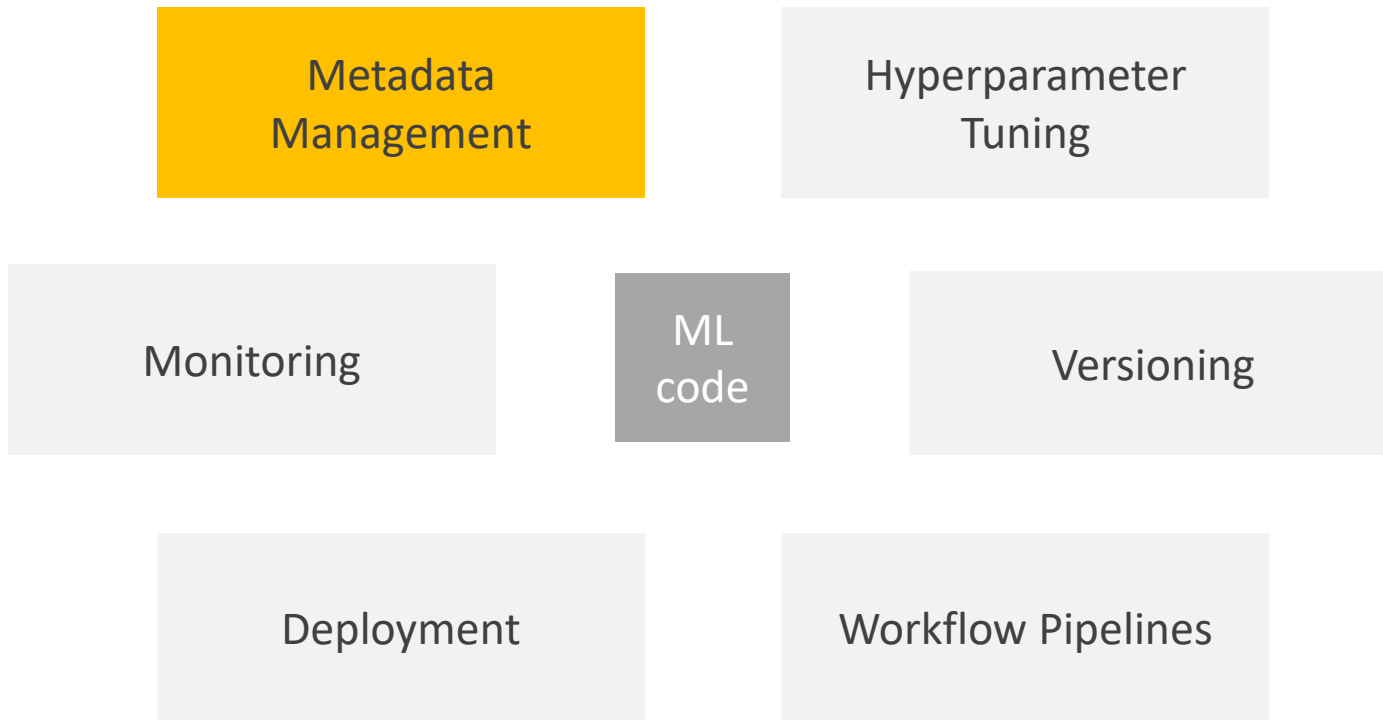 Metadata
Management
Hyperparameter
Tuning
Monitoring
ML
code
Versioning
Deployment
Workflow Pipelines